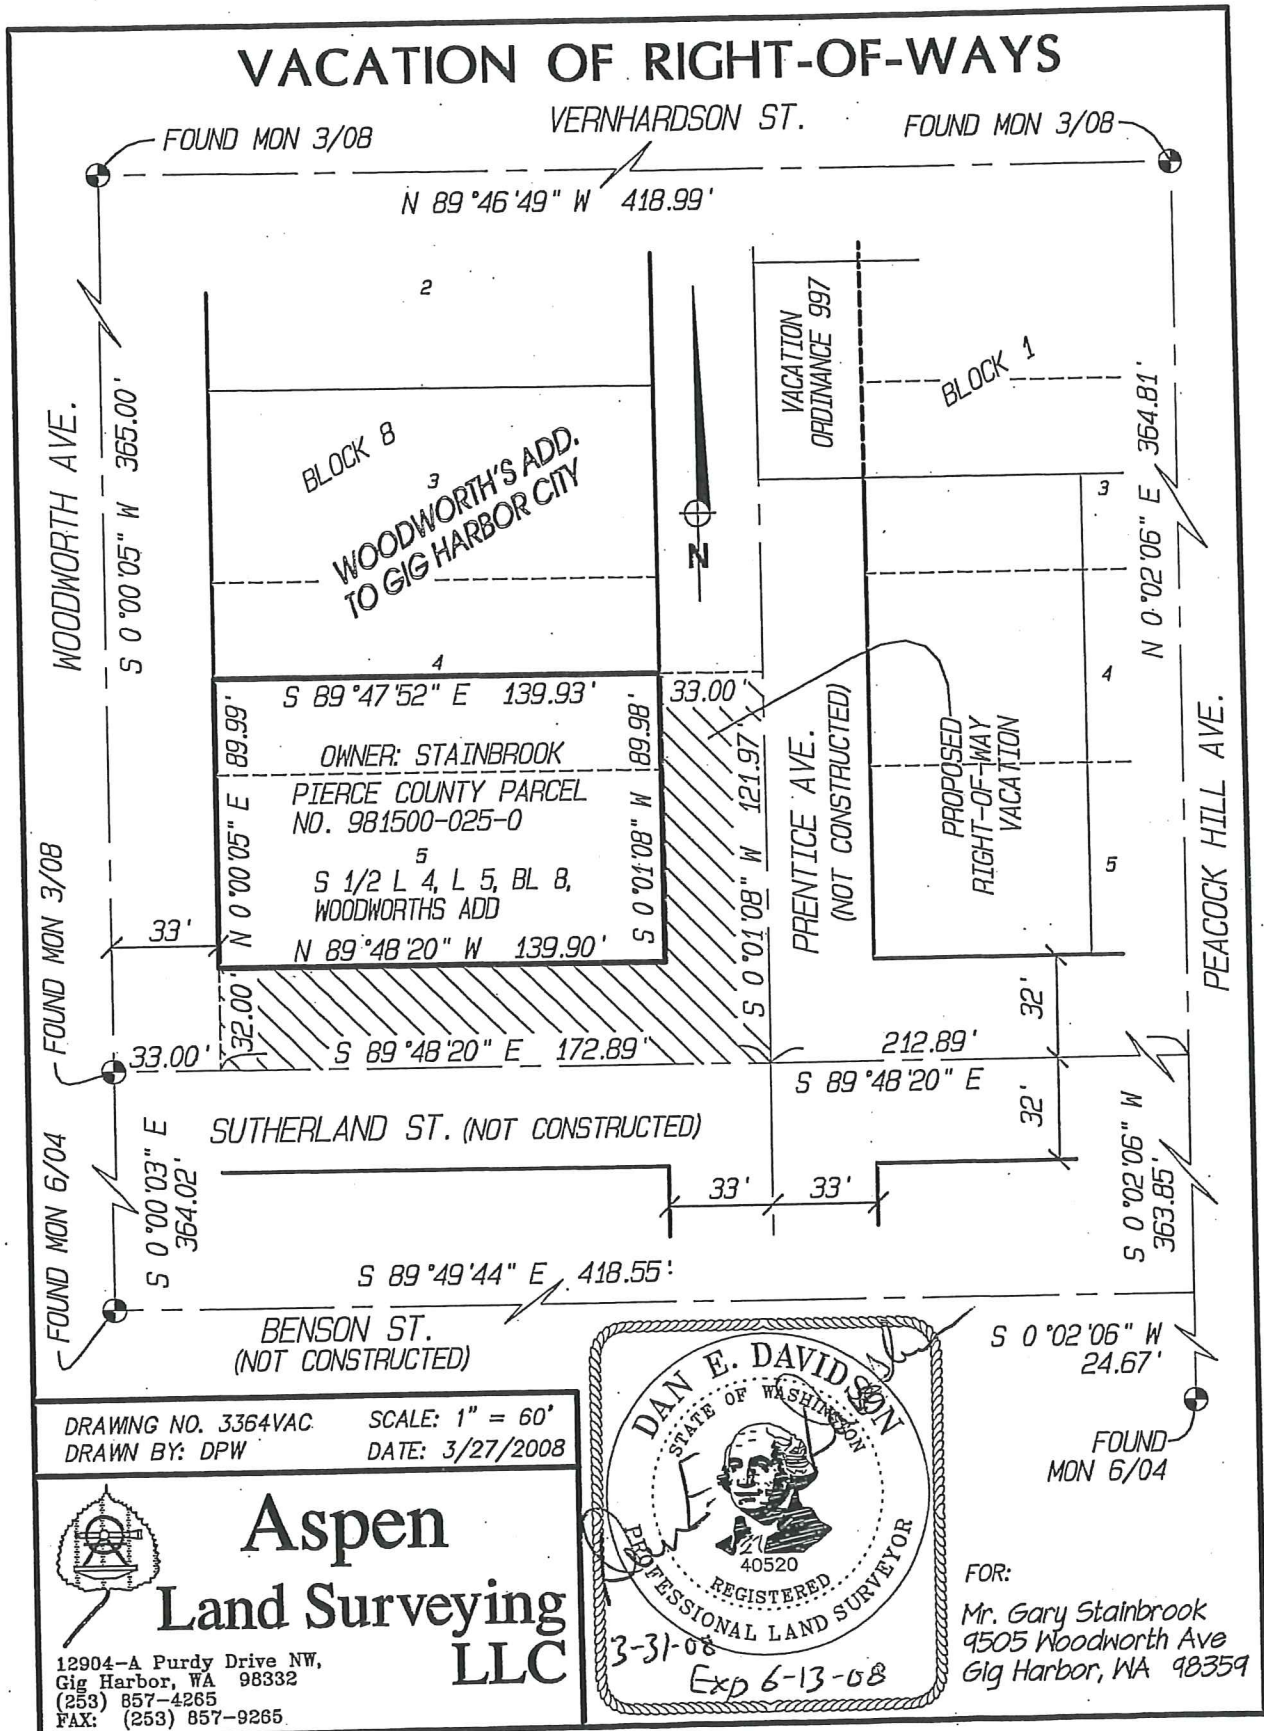 VACATION OF RIGHT-OF-WAYS
VERNHARDSON ST.
FOUND MON 3/08
FOUND MON 3/08
N 89°46'49" W 418.99'
WOODWORTH AVE.
S 0°00'05" W 365.00'
2
BLOCK 8
3
WOODWORTH'S ADD.
TO GIG HARBOR CITY
4
N
VACATION
ORDINANCE 997
BLOCK 1
N 0°02'06" E 364.81'
3
4
5
PEACOCK HILL AVE.
S 89°47'52" E 139.93'
33.00'
N 0°00'05" E 89.99'
OWNER: STAINBROOK
PIERCE COUNTY PARCEL
NO. 981500-025-0
5
S 1/2 L 4, L 5, BL 8,
WOODWORTHS ADD
N 89°48'20" W 139.90'
S 0°01'08" W 89.98'
S 0°01'08" W 121.97'
PRENTICE AVE.
(NOT CONSTRUCTED)
PROPOSED
RIGHT-OF-WAY
VACATION
33'
FOUND MON 3/08
33.00'
32.00'
S 89°48'20" E 172.89'
212.89'
S 89°48'20" E
32'
32'
SUTHERLAND ST. (NOT CONSTRUCTED)
33'
33'
FOUND MON 6/04
S 0°00'03" E
364.02'
S 0°02'06" W
363.85'
S 89°49'44" E 418.55'
BENSON ST.
(NOT CONSTRUCTED)
S 0°02'06" W
24.67'
FOUND
MON 6/04
DRAWING NO. 3364VAC
SCALE: 1" = 60'
DRAWN BY: DPW
DATE: 3/27/2008
Aspen
Land Surveying
LLC
12904-A Purdy Drive NW,
Gig Harbor, WA 98332
(253) 857-4265
FAX: (253) 857-9265
DAN E. DAVIDSON
STATE OF WASHINGTON
40520
REGISTERED
PROFESSIONAL LAND SURVEYOR
3-31-08
Exp 6-13-08
FOR:
Mr. Gary Stainbrook
9505 Woodworth Ave
Gig Harbor, WA 98359